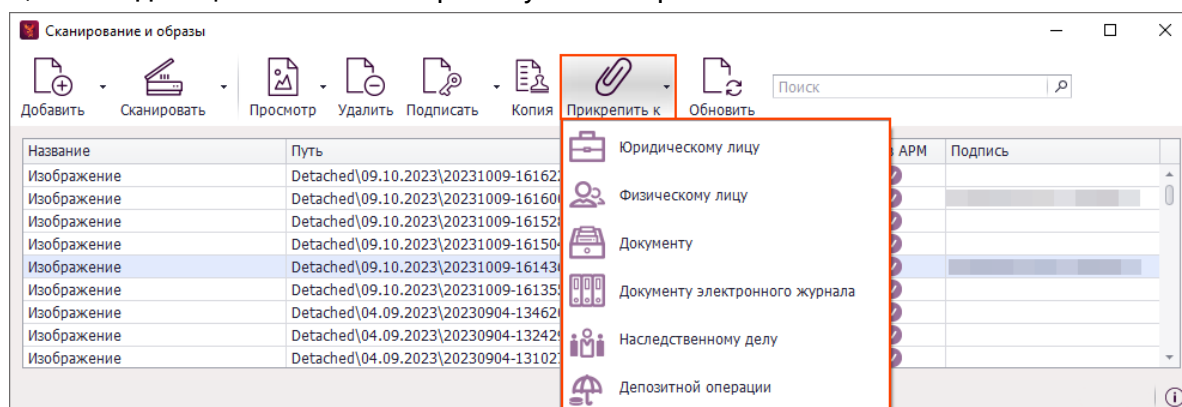 Сканирование и образы
Добавить Сканировать Просмотр Удалить Подписать Копия Прикрепить к Обновить Поиск
Название Путь в АРМ Подпись
Юридическому лицу
Изображение Detached\09.10.2023\20231009-16162
Изображение Detached\09.10.2023\20231009-16160
Физическому лицу
Изображение Detached\09.10.2023\20231009-16152
Изображение Detached\09.10.2023\20231009-16150
Документу
Изображение Detached\09.10.2023\20231009-16143
Изображение Detached\09.10.2023\20231009-16135
Документу электронного журнала
Изображение Detached\04.09.2023\20230904-13462
Изображение Detached\04.09.2023\20230904-13242
Наследственному делу
Изображение Detached\04.09.2023\20230904-13102
Депозитной операции